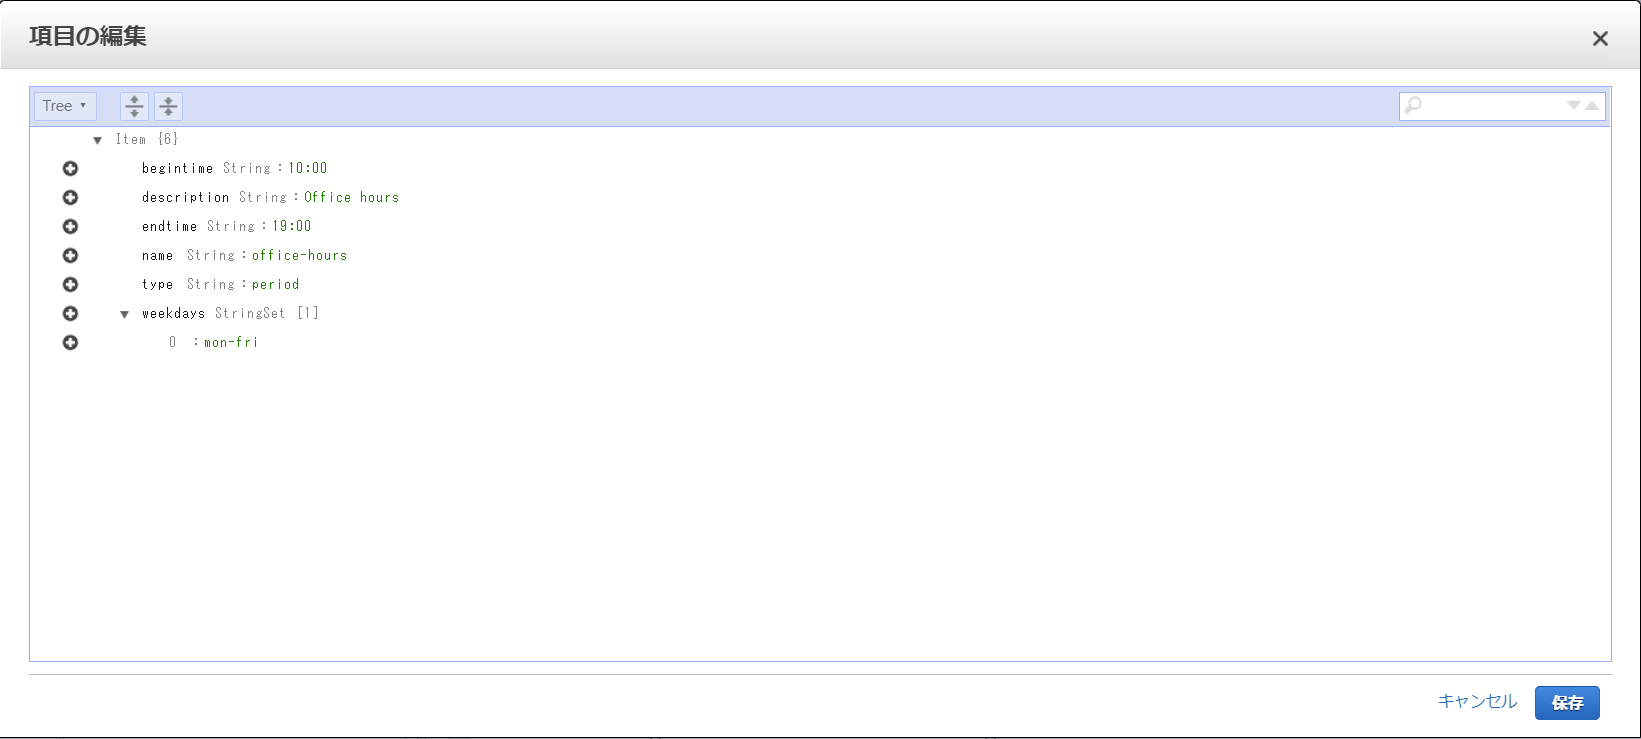 項目の編集
Tree
Item {6}
begintime String : 10:00
description String : Office hours
endtime String : 19:00
name String : office-hours
type String : period
weekdays StringSet [1]
0 : mon-fri
キャンセル 保存